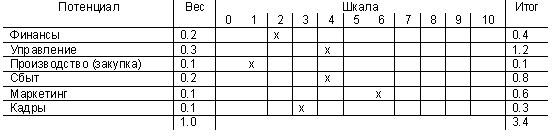 Потенциал Вес Шкала Итог
0 1 2 3 4 5 6 7 8 9 10
Финансы 0.2 x 0.4
Управление 0.3 x 1.2
Производство (закупка) 0.1 x 0.1
Сбыт 0.2 x 0.8
Маркетинг 0.1 x 0.6
Кадры 0.1 x 0.3
1.0 3.4